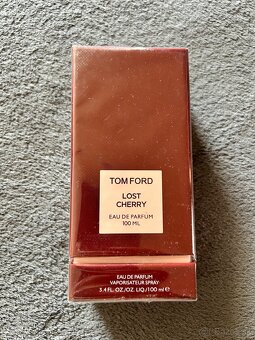 TOM FORD
LOST
CHERRY
EAU DE PARFUM
100 ML
EAU DE PARFUM
VAPORISATEUR SPRAY
3.4 FL. OZ./OZ. LIQ./100 ml ℮